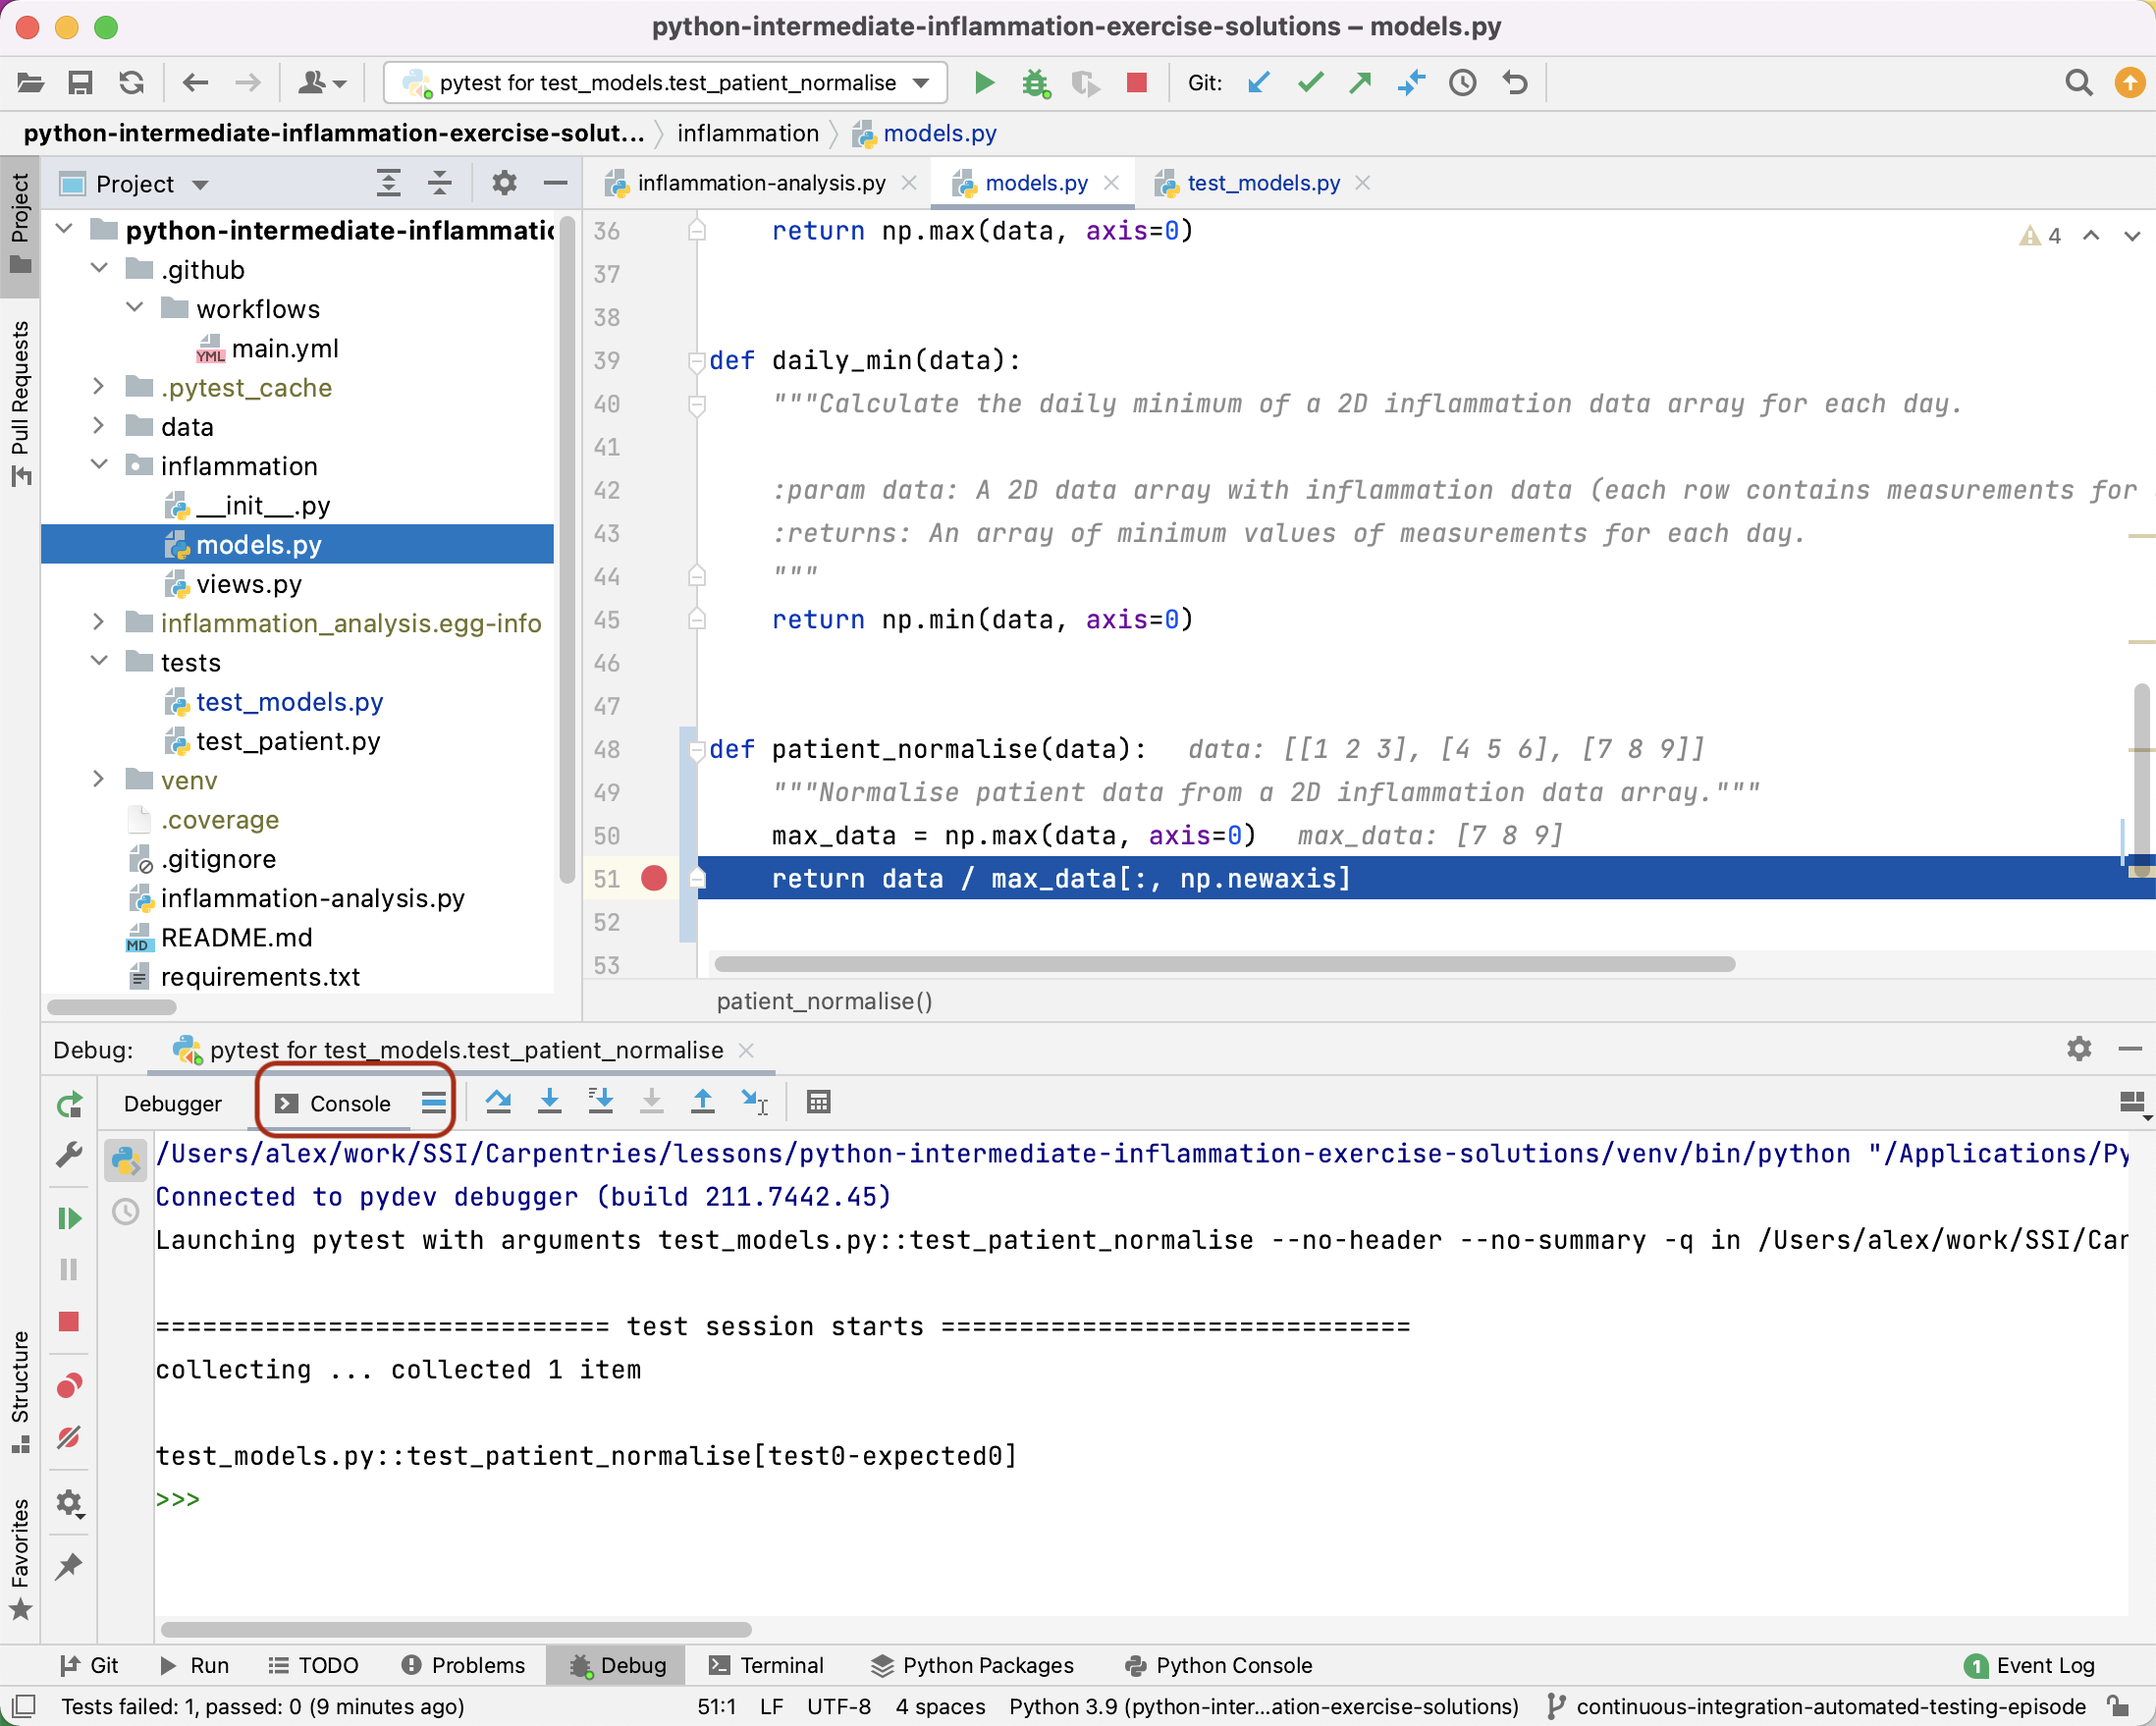 python-intermediate-inflammation-exercise-solutions – models.py
pytest for test_models.test_patient_normalise
Git:
python-intermediate-inflammation-exercise-solut...
inflammation
models.py
Project
Pull Requests
Structure
Favorites
Project
python-intermediate-inflammatic
.github
workflows
YML main.yml
.pytest_cache
data
inflammation
__init__.py
models.py
views.py
inflammation_analysis.egg-info
tests
test_models.py
test_patient.py
venv
.coverage
.gitignore
inflammation-analysis.py
MD README.md
requirements.txt
inflammation-analysis.py
models.py
test_models.py
4
36 return np.max(data, axis=0)
37
38
39 def daily_min(data):
40 """Calculate the daily minimum of a 2D inflammation data array for each day.
41
42 :param data: A 2D data array with inflammation data (each row contains measurements for
43 :returns: An array of minimum values of measurements for each day.
44 """
45 return np.min(data, axis=0)
46
47
48 def patient_normalise(data): data: [[1 2 3], [4 5 6], [7 8 9]]
49 """Normalise patient data from a 2D inflammation data array."""
50 max_data = np.max(data, axis=0) max_data: [7 8 9]
51 return data / max_data[:, np.newaxis]
52
53
patient_normalise()
Debug:
pytest for test_models.test_patient_normalise
Debugger
Console
/Users/alex/work/SSI/Carpentries/lessons/python-intermediate-inflammation-exercise-solutions/venv/bin/python "/Applications/Py
Connected to pydev debugger (build 211.7442.45)
Launching pytest with arguments test_models.py::test_patient_normalise --no-header --no-summary -q in /Users/alex/work/SSI/Car
============================= test session starts ==============================
collecting ... collected 1 item
test_models.py::test_patient_normalise[test0-expected0]
>>>
Git
Run
TODO
Problems
Debug
Terminal
Python Packages
Python Console
1 Event Log
Tests failed: 1, passed: 0 (9 minutes ago)
51:1
LF
UTF-8
4 spaces
Python 3.9 (python-inter...ation-exercise-solutions)
continuous-integration-automated-testing-episode